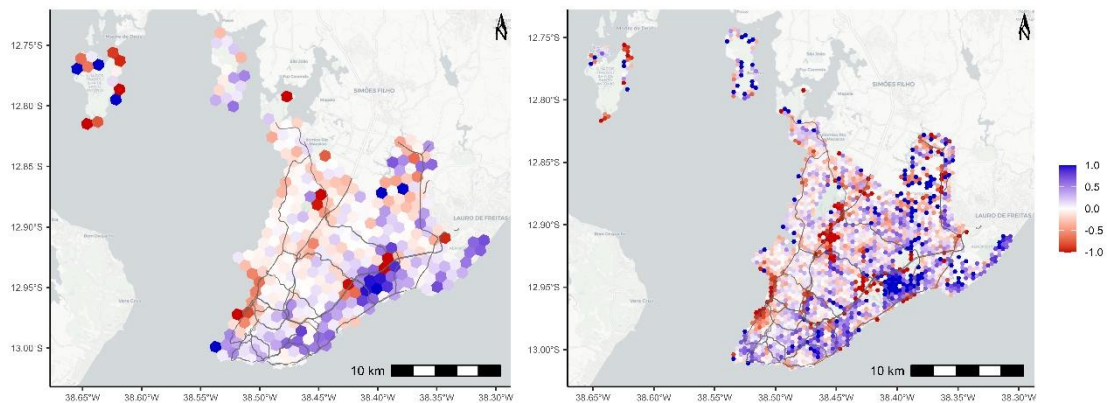 N
N
12.75°S
12.80°S
12.85°S
12.90°S
12.95°S
13.00°S
SIMÕES FILHO
LAURO DE FREITAS
10 km
38.65°W
38.60°W
38.55°W
38.50°W
38.45°W
38.40°W
38.35°W
38.30°W
12.75°S
12.80°S
12.85°S
12.90°S
12.95°S
13.00°S
SIMÕES FILHO
LAURO DE FREITAS
10 km
38.65°W
38.60°W
38.55°W
38.50°W
38.45°W
38.40°W
38.35°W
38.30°W
1.0
0.5
0.0
-0.5
-1.0